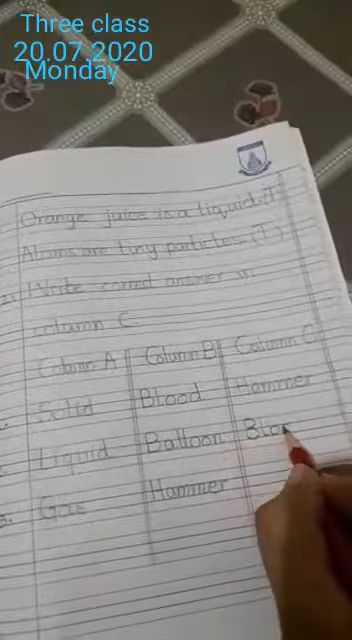 Three class
20.07.2020
Monday
Orange juice is a liquid. (T)
Atoms are tiny particles. (T)
Write correct answer in
column C.
Column A Column B Column C
Solid Blood Hammer
Liquid Balloon Bloo
Gas Hammer